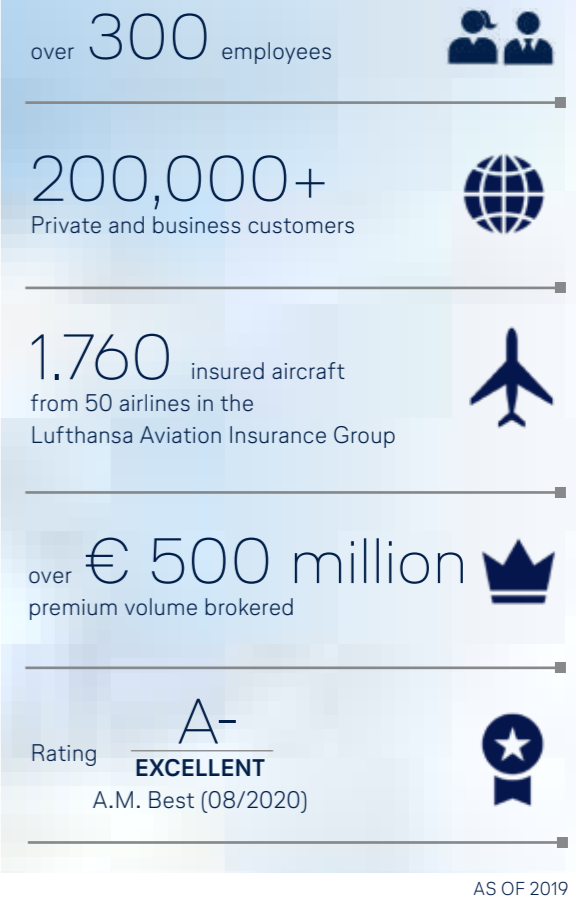 over 300 employees
200,000+
Private and business customers
1.760 insured aircraft
from 50 airlines in the
Lufthansa Aviation Insurance Group
over € 500 million
premium volume brokered
A-
Rating
EXCELLENT
A.M. Best (08/2020)
AS OF 2019